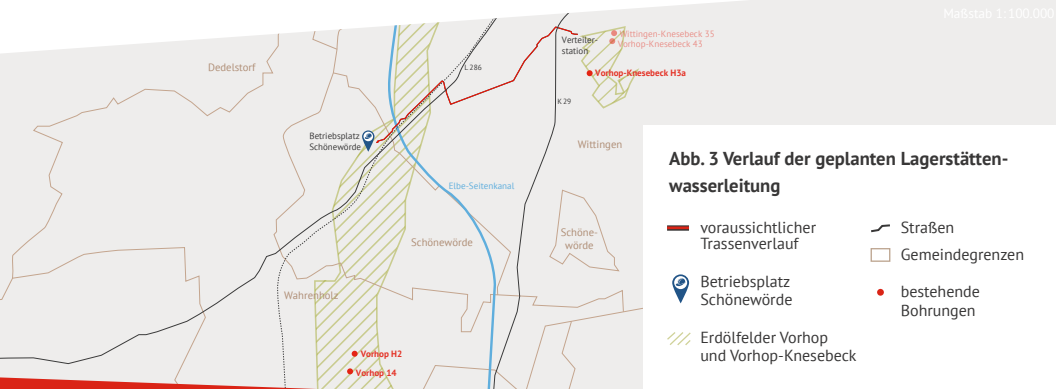 Maßstab 1:100.000
Wittingen-Knesebeck 35
Verteiler-
station
Vorhop-Knesebeck 43
Dedelstorf
L 286
Vorhop-Knesebeck H3a
K 29
Betriebsplatz
Schönewörde
Wittingen
Elbe-Seitenkanal
Schönewörde
Schöne-
wörde
Wahrenholz
Vorhop H2
Vorhop 14
Abb. 3 Verlauf der geplanten Lagerstätten-
wasserleitung
voraussichtlicher
Trassenverlauf
Betriebsplatz
Schönewörde
Erdölfelder Vorhop
und Vorhop-Knesebeck
Straßen
Gemeindegrenzen
bestehende
Bohrungen